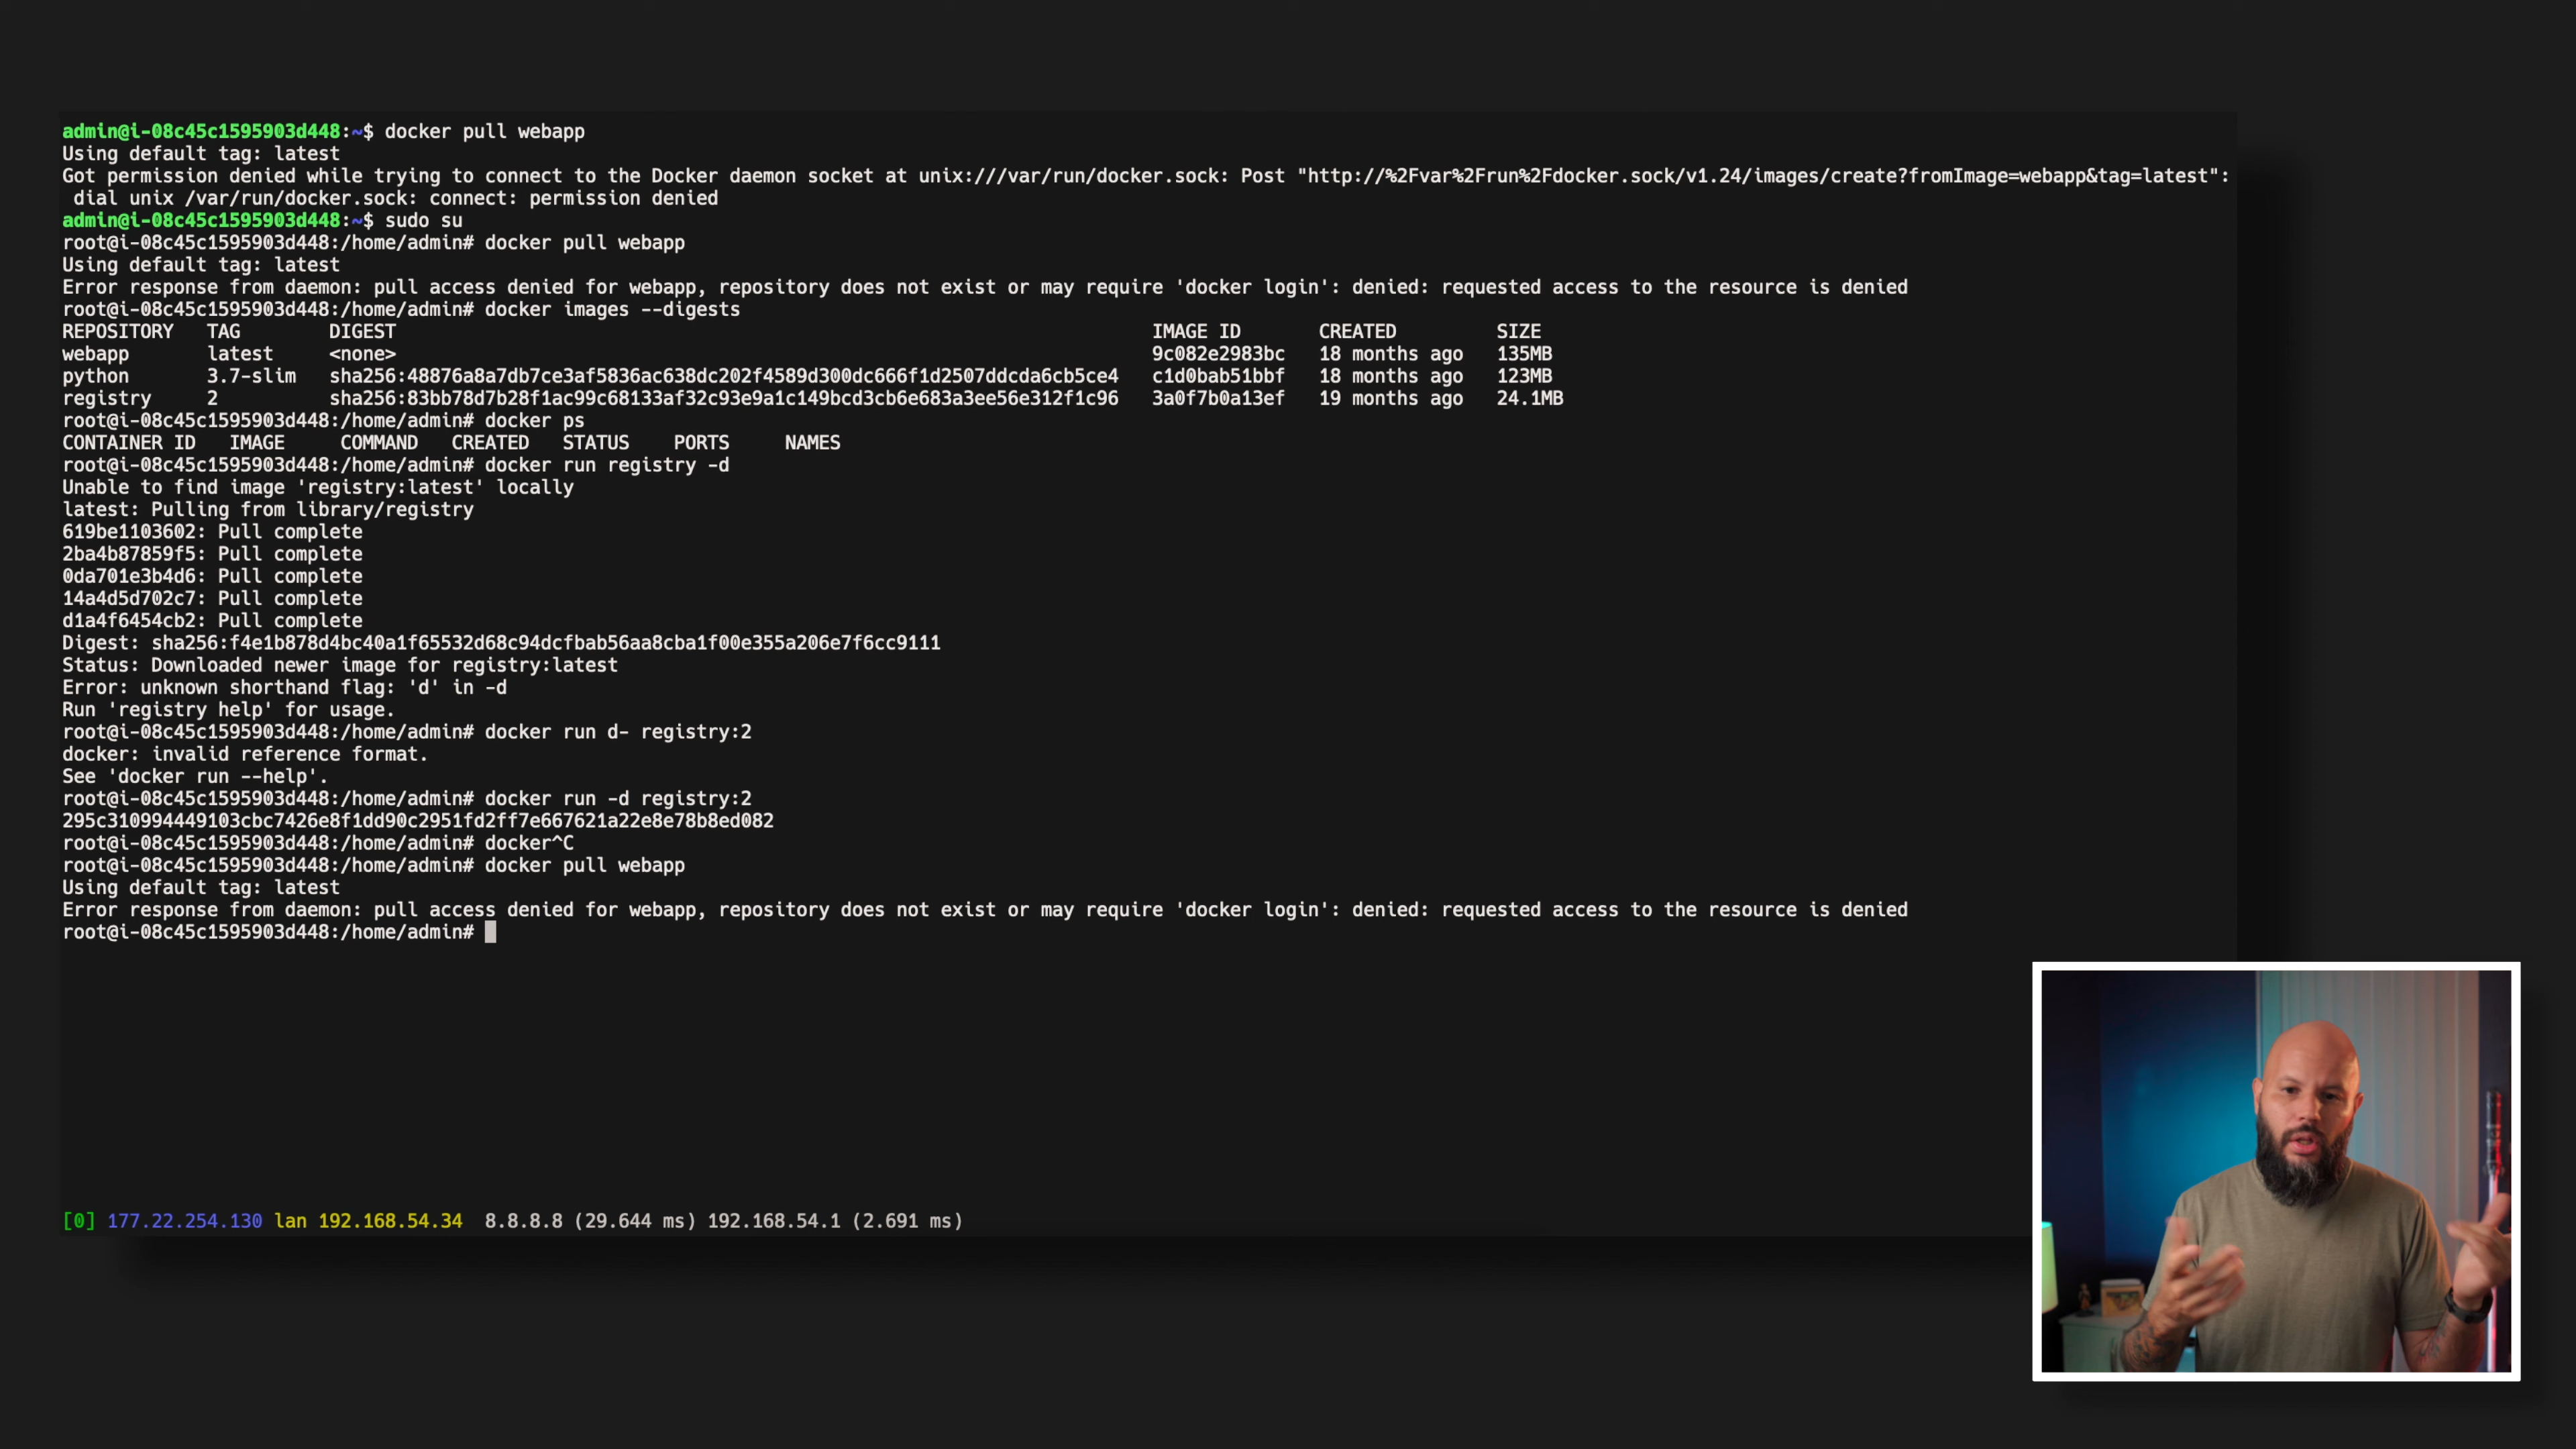 admin@i-08c45c1595903d448:~$ docker pull webapp
Using default tag: latest
Got permission denied while trying to connect to the Docker daemon socket at unix:///var/run/docker.sock: Post "http://%2Fvar%2Frun%2Fdocker.sock/v1.24/images/create?fromImage=webapp&tag=latest":
 dial unix /var/run/docker.sock: connect: permission denied
admin@i-08c45c1595903d448:~$ sudo su
root@i-08c45c1595903d448:/home/admin# docker pull webapp
Using default tag: latest
Error response from daemon: pull access denied for webapp, repository does not exist or may require 'docker login': denied: requested access to the resource is denied
root@i-08c45c1595903d448:/home/admin# docker images --digests
REPOSITORY   TAG        DIGEST                                                                    IMAGE ID       CREATED         SIZE
webapp       latest     <none>                                                                    9c082e2983bc   18 months ago   135MB
python       3.7-slim   sha256:48876a8a7db7ce3af5836ac638dc202f4589d300dc666f1d2507ddcda6cb5ce4   c1d0bab51bbf   18 months ago   123MB
registry     2          sha256:83bb78d7b28f1ac99c68133af32c93e9a1c149bcd3cb6e683a3ee56e312f1c96   3a0f7b0a13ef   19 months ago   24.1MB
root@i-08c45c1595903d448:/home/admin# docker ps
CONTAINER ID   IMAGE     COMMAND   CREATED   STATUS    PORTS     NAMES
root@i-08c45c1595903d448:/home/admin# docker run registry -d
Unable to find image 'registry:latest' locally
latest: Pulling from library/registry
619be1103602: Pull complete
2ba4b87859f5: Pull complete
0da701e3b4d6: Pull complete
14a4d5d702c7: Pull complete
d1a4f6454cb2: Pull complete
Digest: sha256:f4e1b878d4bc40a1f65532d68c94dcfbab56aa8cba1f00e355a206e7f6cc9111
Status: Downloaded newer image for registry:latest
Error: unknown shorthand flag: 'd' in -d
Run 'registry help' for usage.
root@i-08c45c1595903d448:/home/admin# docker run d- registry:2
docker: invalid reference format.
See 'docker run --help'.
root@i-08c45c1595903d448:/home/admin# docker run -d registry:2
295c310994449103cbc7426e8f1dd90c2951fd2ff7e667621a22e8e78b8ed082
root@i-08c45c1595903d448:/home/admin# docker^C
root@i-08c45c1595903d448:/home/admin# docker pull webapp
Using default tag: latest
Error response from daemon: pull access denied for webapp, repository does not exist or may require 'docker login': denied: requested access to the resource is denied
root@i-08c45c1595903d448:/home/admin#
[0] 177.22.254.130 lan 192.168.54.34  8.8.8.8 (29.644 ms) 192.168.54.1 (2.691 ms)